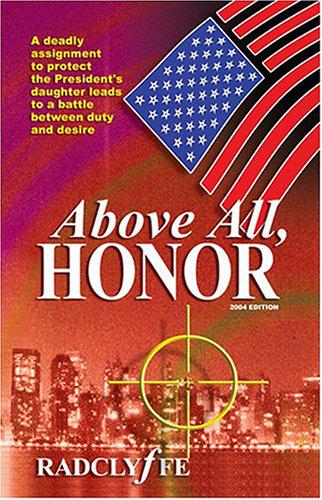 A deadly
assignment
to protect
the President's
daughter leads
to a battle
between duty
and desire
Above All,
HONOR
2004 EDITION
RADCLYffE